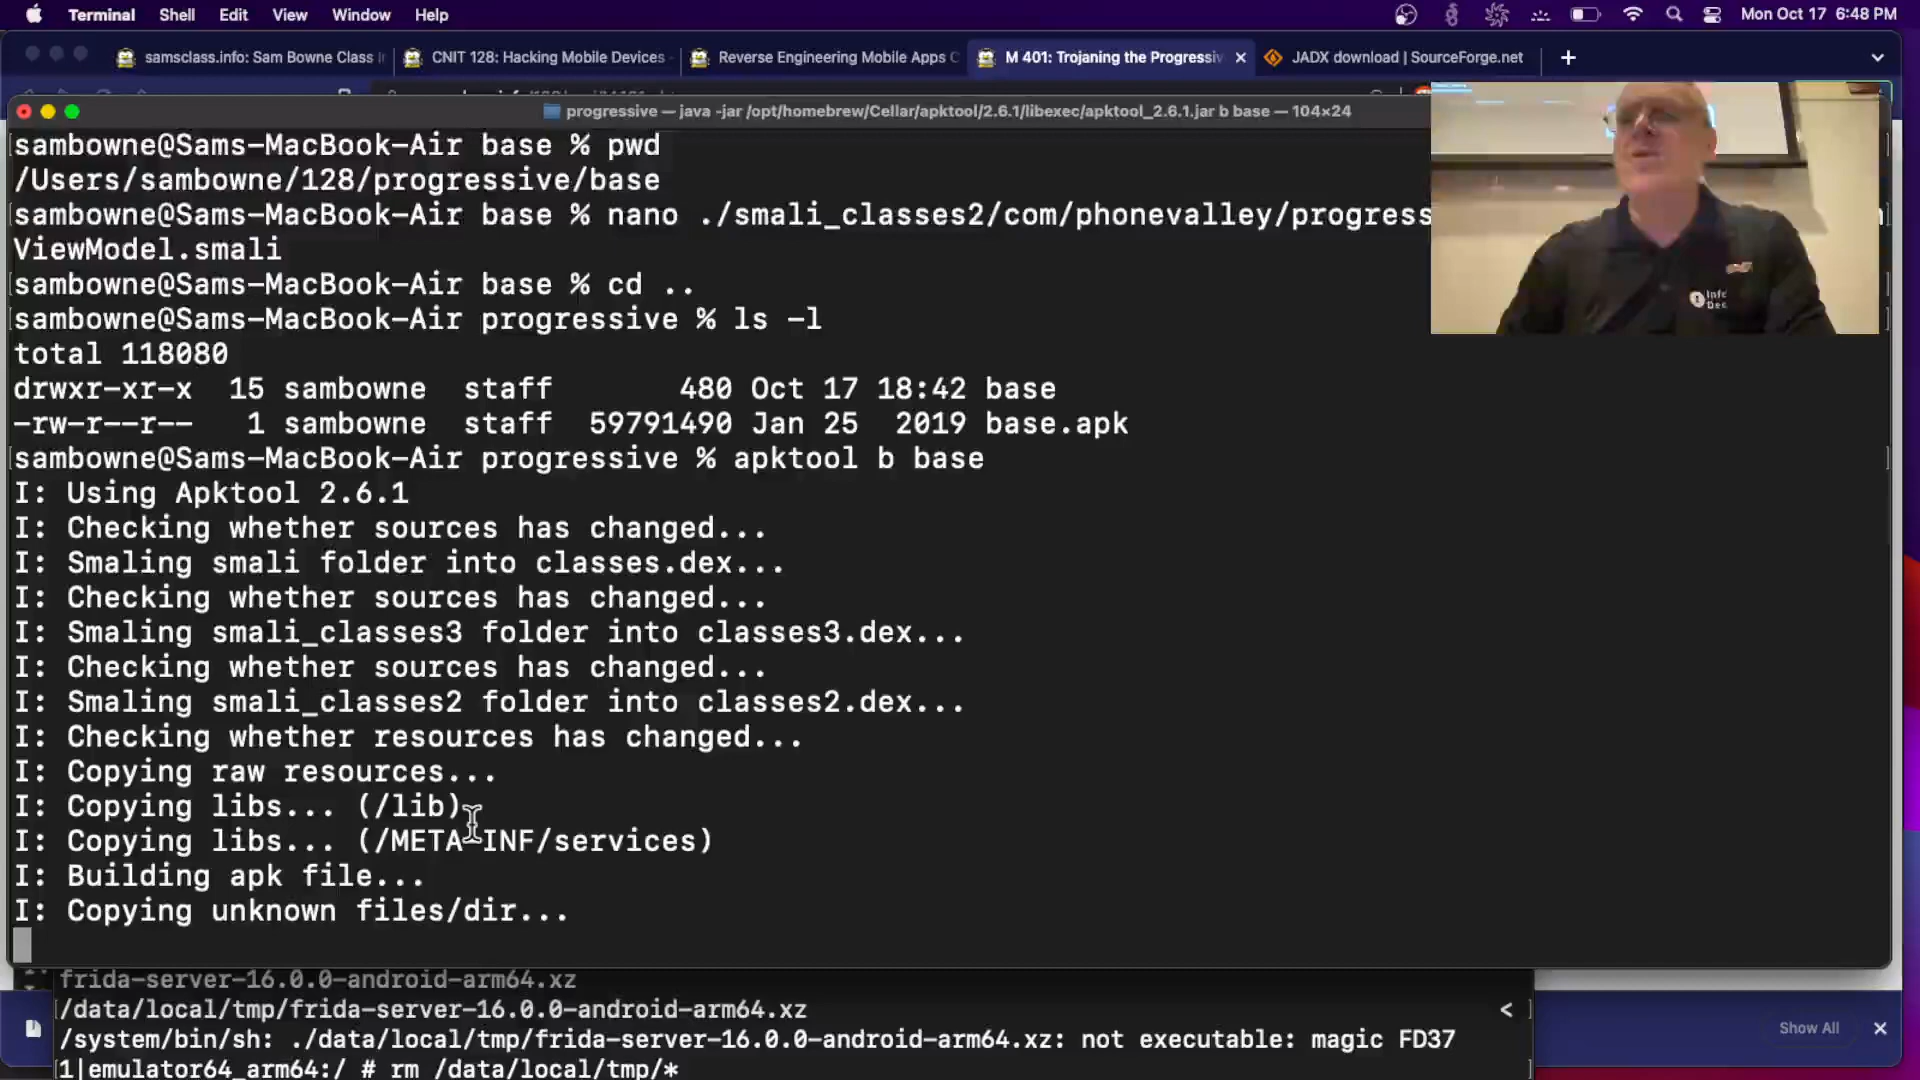 Terminal Shell Edit View Window Help Mon Oct 17 6:48 PM
samsclass.info: Sam Bowne Class I CNIT 128: Hacking Mobile Devices Reverse Engineering Mobile Apps C M 401: Trojaning the Progressiv JADX download | SourceForge.net
progressive — java -jar /opt/homebrew/Cellar/apktool/2.6.1/libexec/apktool_2.6.1.jar b base — 104×24
sambowne@Sams-MacBook-Air base % pwd
/Users/sambowne/128/progressive/base
sambowne@Sams-MacBook-Air base % nano ./smali_classes2/com/phonevalley/progress
ViewModel.smali
sambowne@Sams-MacBook-Air base % cd ..
sambowne@Sams-MacBook-Air progressive % ls -l
total 118080
drwxr-xr-x 15 sambowne staff 480 Oct 17 18:42 base
-rw-r--r-- 1 sambowne staff 59791490 Jan 25 2019 base.apk
sambowne@Sams-MacBook-Air progressive % apktool b base
I: Using Apktool 2.6.1
I: Checking whether sources has changed...
I: Smaling smali folder into classes.dex...
I: Checking whether sources has changed...
I: Smaling smali_classes3 folder into classes3.dex...
I: Checking whether sources has changed...
I: Smaling smali_classes2 folder into classes2.dex...
I: Checking whether resources has changed...
I: Copying raw resources...
I: Copying libs... (/lib)
I: Copying libs... (/META-INF/services)
I: Building apk file...
I: Copying unknown files/dir...
frida-server-16.0.0-android-arm64.xz
/data/local/tmp/frida-server-16.0.0-android-arm64.xz <
/system/bin/sh: ./data/local/tmp/frida-server-16.0.0-android-arm64.xz: not executable: magic FD37
1|emulator64_arm64:/ # rm /data/local/tmp/*
Show All